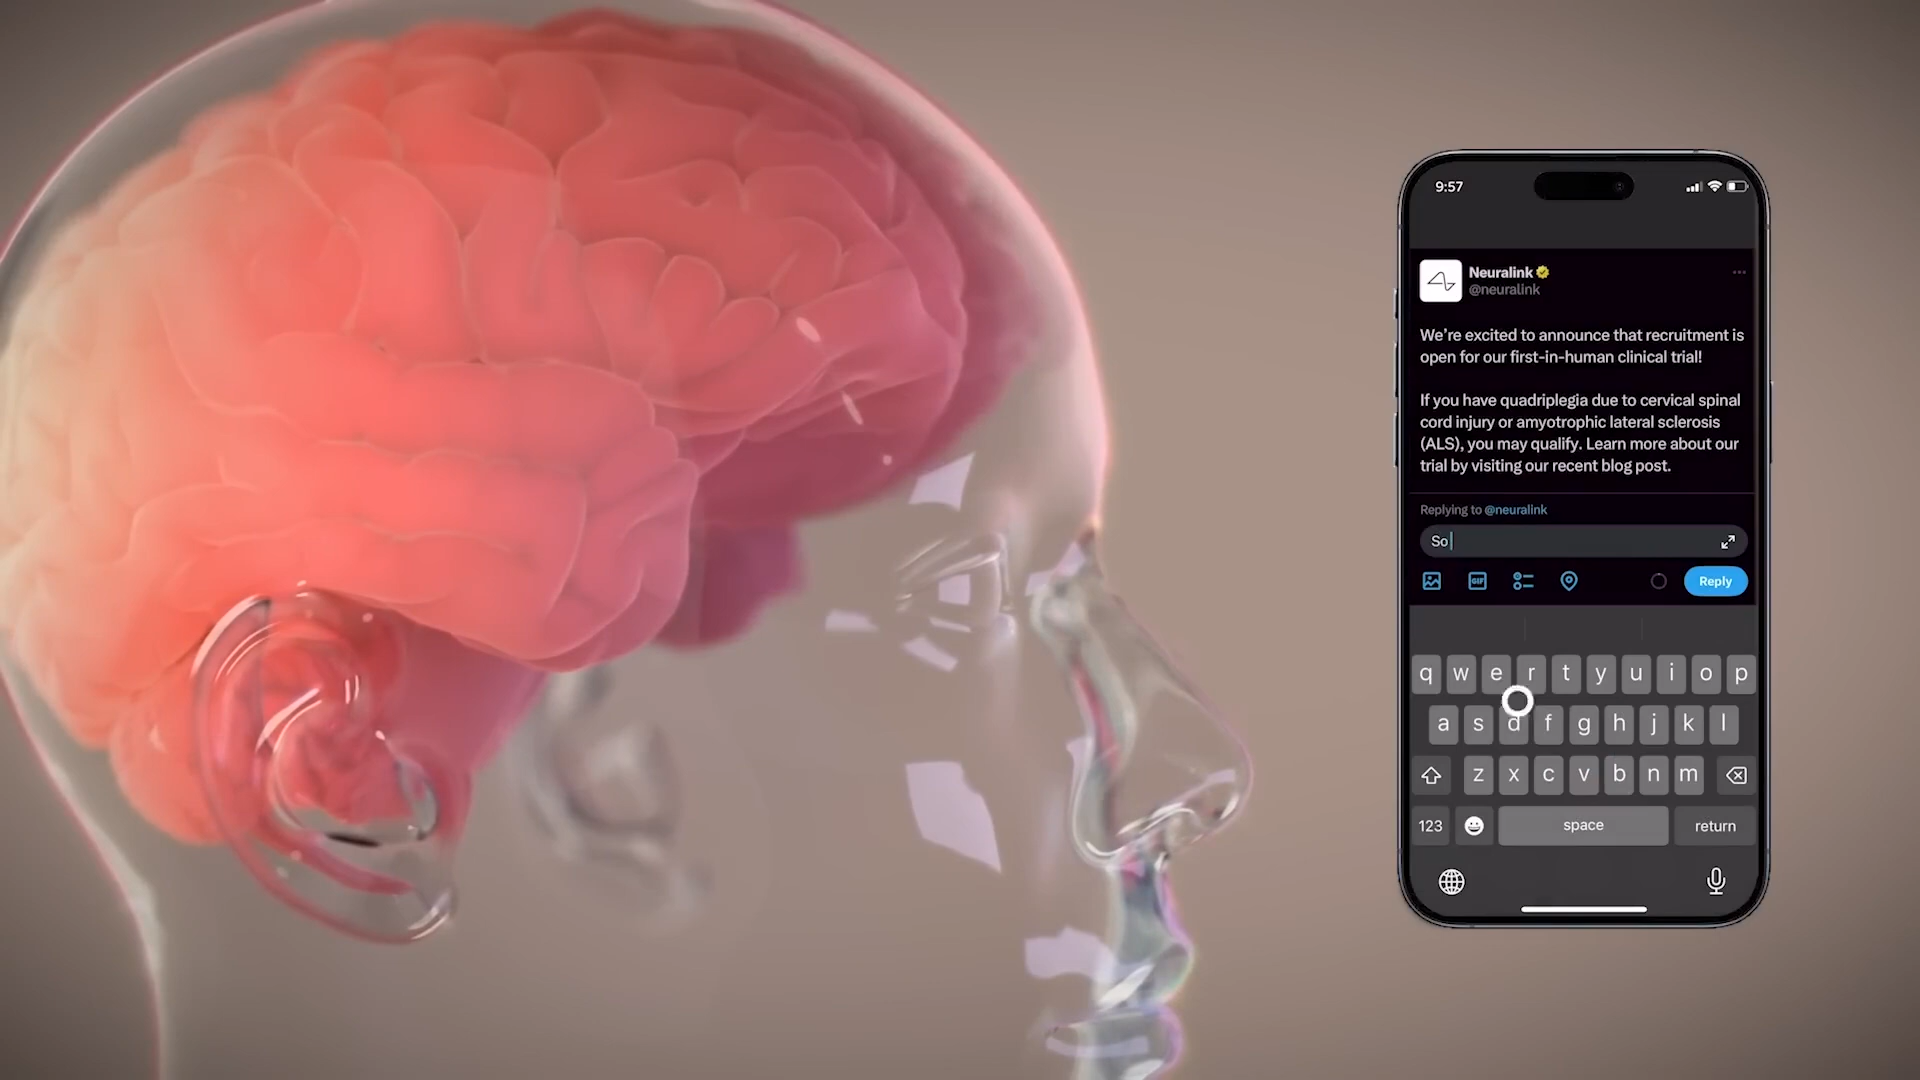 9:57
Neuralink
@neuralink
We're excited to announce that recruitment is
open for our first-in-human clinical trial!
If you have quadriplegia due to cervical spinal
cord injury or amyotrophic lateral sclerosis
(ALS), you may qualify. Learn more about our
trial by visiting our recent blog post.
Replying to @neuralink
So
GIF
Reply
q w e r t y u i o p
a s d f g h j k l
z x c v b n m
123 space return